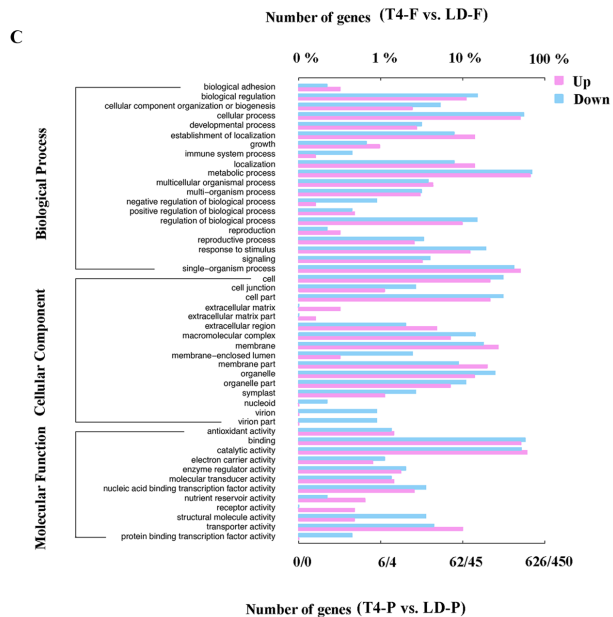 Number of genes (T4-F vs. LD-F)
C
0 % 1 % 10 % 100 %
Up
Down
Biological Process
biological adhesion
biological regulation
cellular component organization or biogenesis
cellular process
developmental process
establishment of localization
growth
immune system process
localization
metabolic process
multicellular organismal process
multi-organism process
negative regulation of biological process
positive regulation of biological process
regulation of biological process
reproduction
reproductive process
response to stimulus
signaling
single-organism process
Cellular Component
cell
cell junction
cell part
extracellular matrix
extracellular matrix part
extracellular region
macromolecular complex
membrane
membrane-enclosed lumen
membrane part
organelle
organelle part
symplast
nucleoid
virion
virion part
Molecular Function
antioxidant activity
binding
catalytic activity
electron carrier activity
enzyme regulator activity
molecular transducer activity
nucleic acid binding transcription factor activity
nutrient reservoir activity
receptor activity
structural molecule activity
transporter activity
protein binding transcription factor activity
0/0 6/4 62/45 626/450
Number of genes (T4-P vs. LD-P)